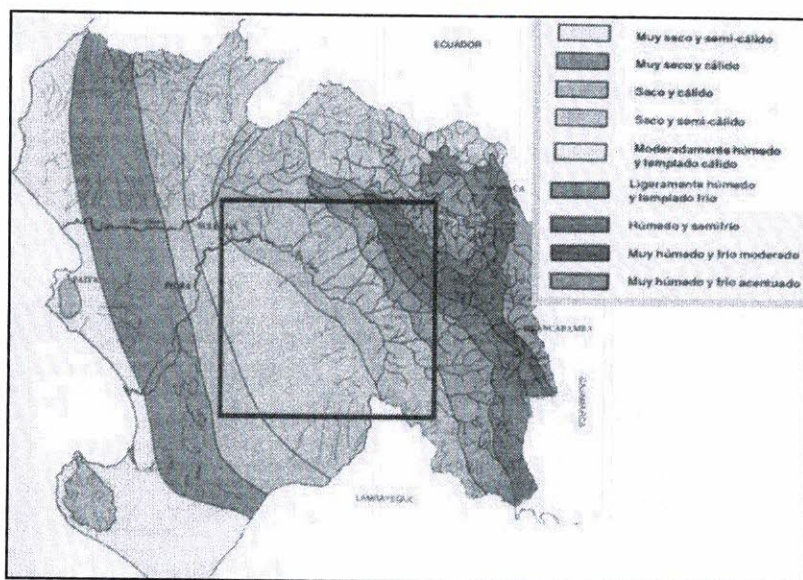 ECUADOR
Muy seco y semi-cálido
Muy seco y cálido
Seco y cálido
Seco y semi-cálido
Moderadamente húmedo
y templado cálido
Ligeramente húmedo
y templado frío
Húmedo y semifrío
Muy húmedo y frío moderado
Muy húmedo y frío acentuado
PAITA
PIURA
HUANCABAMBA
CAJAMARCA
LAMBAYEQUE